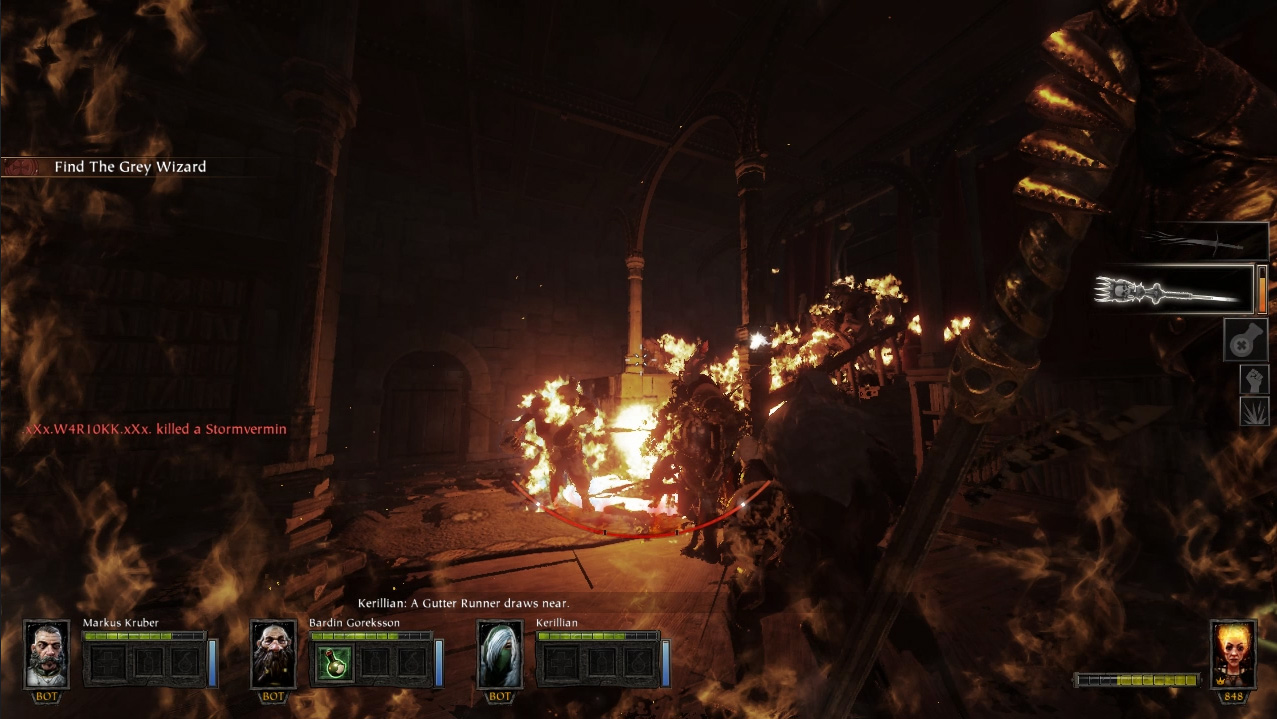 Find The Grey Wizard
.xXx.W4R10KK.xXx. killed a Stormvermin
Kerillian: A Gutter Runner draws near.
Markus Kruber
Bardin Goreksson
Kerillian
BOT
BOT
BOT
848